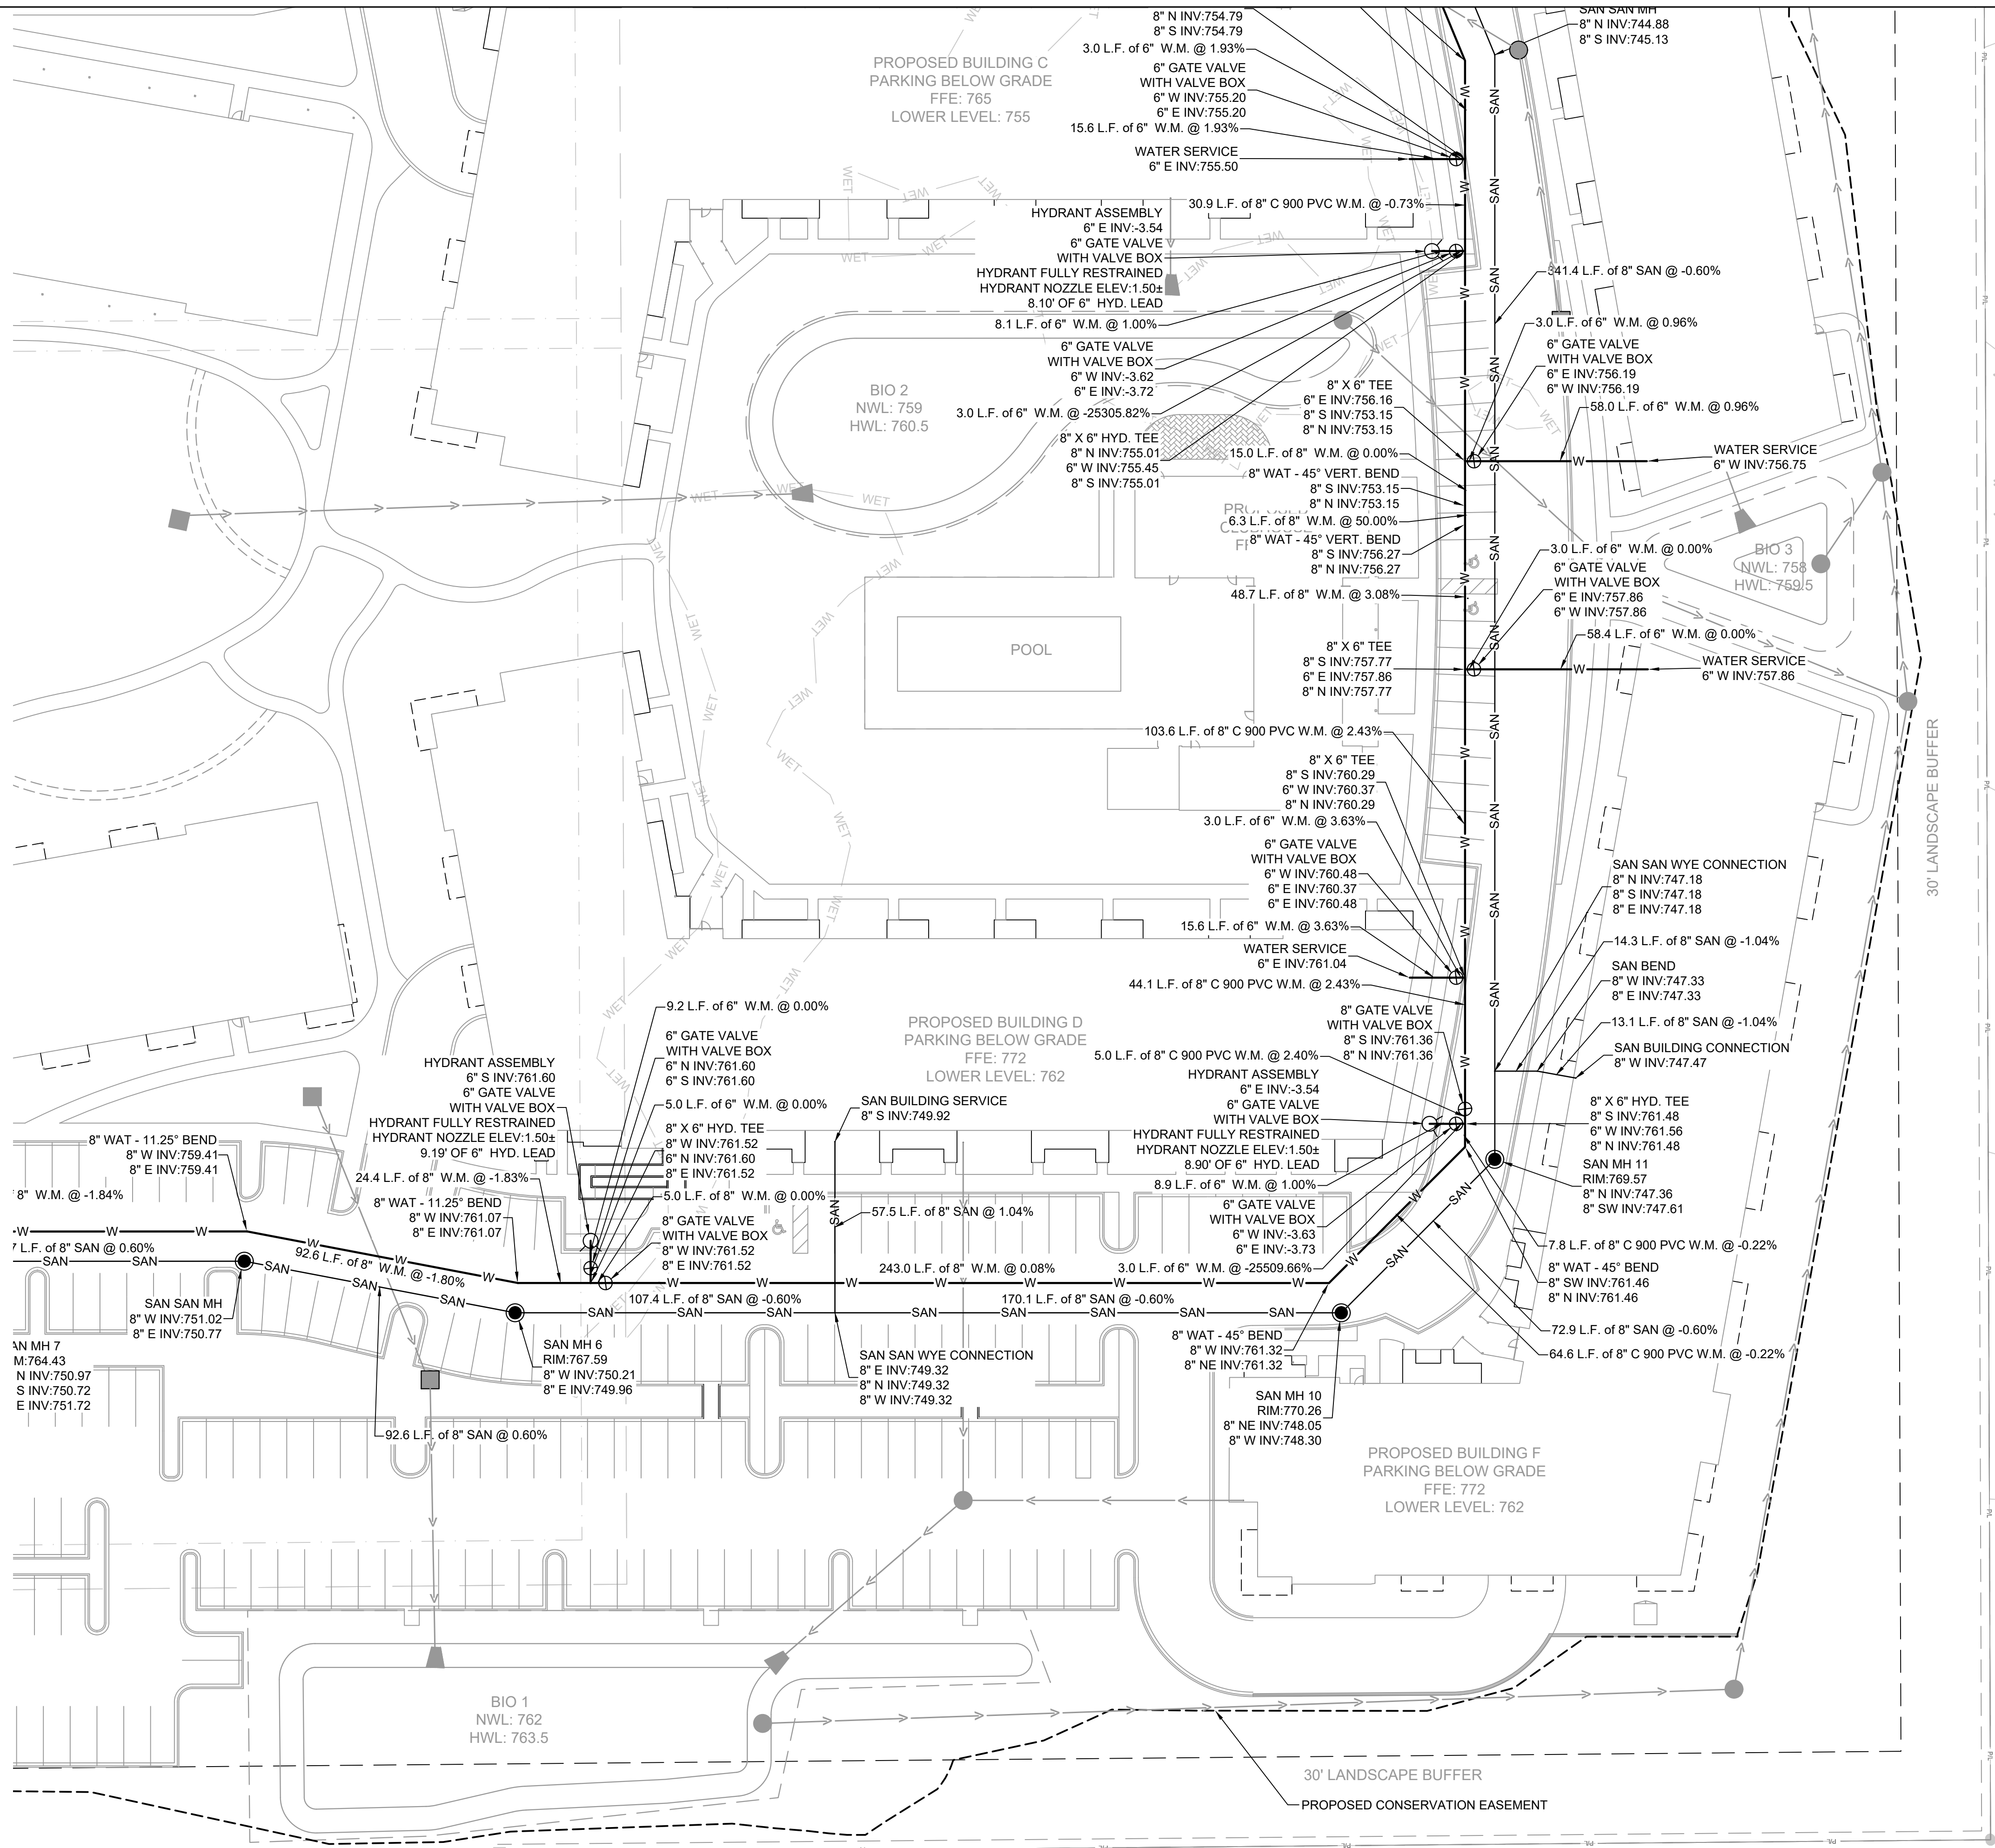 8" N INV:754.79
8" S INV:754.79
3.0 L.F. of 6" W.M. @ 1.93%
6" GATE VALVE
WITH VALVE BOX
6" W INV:755.20
6" E INV:755.20
15.6 L.F. of 6" W.M. @ 1.93%
WATER SERVICE
6" E INV:755.50
SAN SAN MH
8" N INV:744.88
8" S INV:745.13
PROPOSED BUILDING C
PARKING BELOW GRADE
FFE: 765
LOWER LEVEL: 755
30.9 L.F. of 8" C 900 PVC W.M. @ -0.73%
HYDRANT ASSEMBLY
6" E INV:-3.54
6" GATE VALVE
WITH VALVE BOX
HYDRANT FULLY RESTRAINED
HYDRANT NOZZLE ELEV:1.50±
8.10' OF 6" HYD. LEAD
8.1 L.F. of 6" W.M. @ 1.00%
6" GATE VALVE
WITH VALVE BOX
6" W INV:-3.62
6" E INV:-3.72
3.0 L.F. of 6" W.M. @ -25305.82%
8" X 6" HYD. TEE
8" N INV:755.01
6" W INV:755.45
8" S INV:755.01
341.4 L.F. of 8" SAN @ -0.60%
3.0 L.F. of 6" W.M. @ 0.96%
6" GATE VALVE
WITH VALVE BOX
6" E INV:756.19
6" W INV:756.19
58.0 L.F. of 6" W.M. @ 0.96%
WATER SERVICE
6" W INV:756.75
BIO 2
NWL: 759
HWL: 760.5
8" X 6" TEE
6" E INV:756.16
8" S INV:753.15
8" N INV:753.15
15.0 L.F. of 8" W.M. @ 0.00%
8" WAT - 45° VERT. BEND
8" S INV:753.15
8" N INV:753.15
6.3 L.F. of 8" W.M. @ 50.00%
8" WAT - 45° VERT. BEND
8" S INV:756.27
8" N INV:756.27
48.7 L.F. of 8" W.M. @ 3.08%
3.0 L.F. of 6" W.M. @ 0.00%
6" GATE VALVE
WITH VALVE BOX
6" E INV:757.86
6" W INV:757.86
58.4 L.F. of 6" W.M. @ 0.00%
WATER SERVICE
6" W INV:757.86
BIO 3
NWL: 758
HWL: 759.5
POOL
8" X 6" TEE
8" S INV:757.77
6" E INV:757.86
8" N INV:757.77
103.6 L.F. of 8" C 900 PVC W.M. @ 2.43%
8" X 6" TEE
8" S INV:760.29
6" W INV:760.37
8" N INV:760.29
3.0 L.F. of 6" W.M. @ 3.63%
6" GATE VALVE
WITH VALVE BOX
6" W INV:760.48
6" E INV:760.37
6" E INV:760.48
15.6 L.F. of 6" W.M. @ 3.63%
WATER SERVICE
6" E INV:761.04
44.1 L.F. of 8" C 900 PVC W.M. @ 2.43%
8" GATE VALVE
WITH VALVE BOX
8" S INV:761.36
8" N INV:761.36
5.0 L.F. of 8" C 900 PVC W.M. @ 2.40%
30' LANDSCAPE BUFFER
SAN SAN WYE CONNECTION
8" N INV:747.18
8" S INV:747.18
8" E INV:747.18
14.3 L.F. of 8" SAN @ -1.04%
SAN BEND
8" W INV:747.33
8" E INV:747.33
13.1 L.F. of 8" SAN @ -1.04%
SAN BUILDING CONNECTION
8" W INV:747.47
PROPOSED BUILDING D
PARKING BELOW GRADE
FFE: 772
LOWER LEVEL: 762
9.2 L.F. of 6" W.M. @ 0.00%
6" GATE VALVE
WITH VALVE BOX
6" N INV:761.60
6" S INV:761.60
5.0 L.F. of 6" W.M. @ 0.00%
8" X 6" HYD. TEE
8" W INV:761.52
6" N INV:761.60
8" E INV:761.52
5.0 L.F. of 8" W.M. @ 0.00%
8" GATE VALVE
WITH VALVE BOX
8" W INV:761.52
8" E INV:761.52
HYDRANT ASSEMBLY
6" S INV:761.60
6" GATE VALVE
WITH VALVE BOX
HYDRANT FULLY RESTRAINED
HYDRANT NOZZLE ELEV:1.50±
9.19' OF 6" HYD. LEAD
24.4 L.F. of 8" W.M. @ -1.83%
8" WAT - 11.25° BEND
8" W INV:761.07
8" E INV:761.07
8" WAT - 11.25° BEND
8" W INV:759.41
8" E INV:759.41
8" W.M. @ -1.84%
7 L.F. of 8" SAN @ 0.60%
92.6 L.F. of 8" W.M. @ -1.80%
SAN BUILDING SERVICE
8" S INV:749.92
57.5 L.F. of 8" SAN @ 1.04%
HYDRANT ASSEMBLY
6" E INV:-3.54
6" GATE VALVE
WITH VALVE BOX
HYDRANT FULLY RESTRAINED
HYDRANT NOZZLE ELEV:1.50±
8.90' OF 6" HYD. LEAD
8.9 L.F. of 6" W.M. @ 1.00%
6" GATE VALVE
WITH VALVE BOX
6" W INV:-3.63
6" E INV:-3.73
3.0 L.F. of 6" W.M. @ -25509.66%
243.0 L.F. of 8" W.M. @ 0.08%
107.4 L.F. of 8" SAN @ -0.60%
170.1 L.F. of 8" SAN @ -0.60%
8" X 6" HYD. TEE
8" S INV:761.48
6" W INV:761.56
8" N INV:761.48
SAN MH 11
RIM:769.57
8" N INV:747.36
8" SW INV:747.61
7.8 L.F. of 8" C 900 PVC W.M. @ -0.22%
8" WAT - 45° BEND
8" SW INV:761.46
8" N INV:761.46
72.9 L.F. of 8" SAN @ -0.60%
64.6 L.F. of 8" C 900 PVC W.M. @ -0.22%
SAN SAN MH
8" W INV:751.02
8" E INV:750.77
AN MH 7
M:764.43
N INV:750.97
S INV:750.72
E INV:751.72
SAN MH 6
RIM:767.59
8" W INV:750.21
8" E INV:749.96
92.6 L.F. of 8" SAN @ 0.60%
SAN SAN WYE CONNECTION
8" E INV:749.32
8" N INV:749.32
8" W INV:749.32
8" WAT - 45° BEND
8" W INV:761.32
8" NE INV:761.32
SAN MH 10
RIM:770.26
8" NE INV:748.05
8" W INV:748.30
PROPOSED BUILDING F
PARKING BELOW GRADE
FFE: 772
LOWER LEVEL: 762
BIO 1
NWL: 762
HWL: 763.5
30' LANDSCAPE BUFFER
PROPOSED CONSERVATION EASEMENT